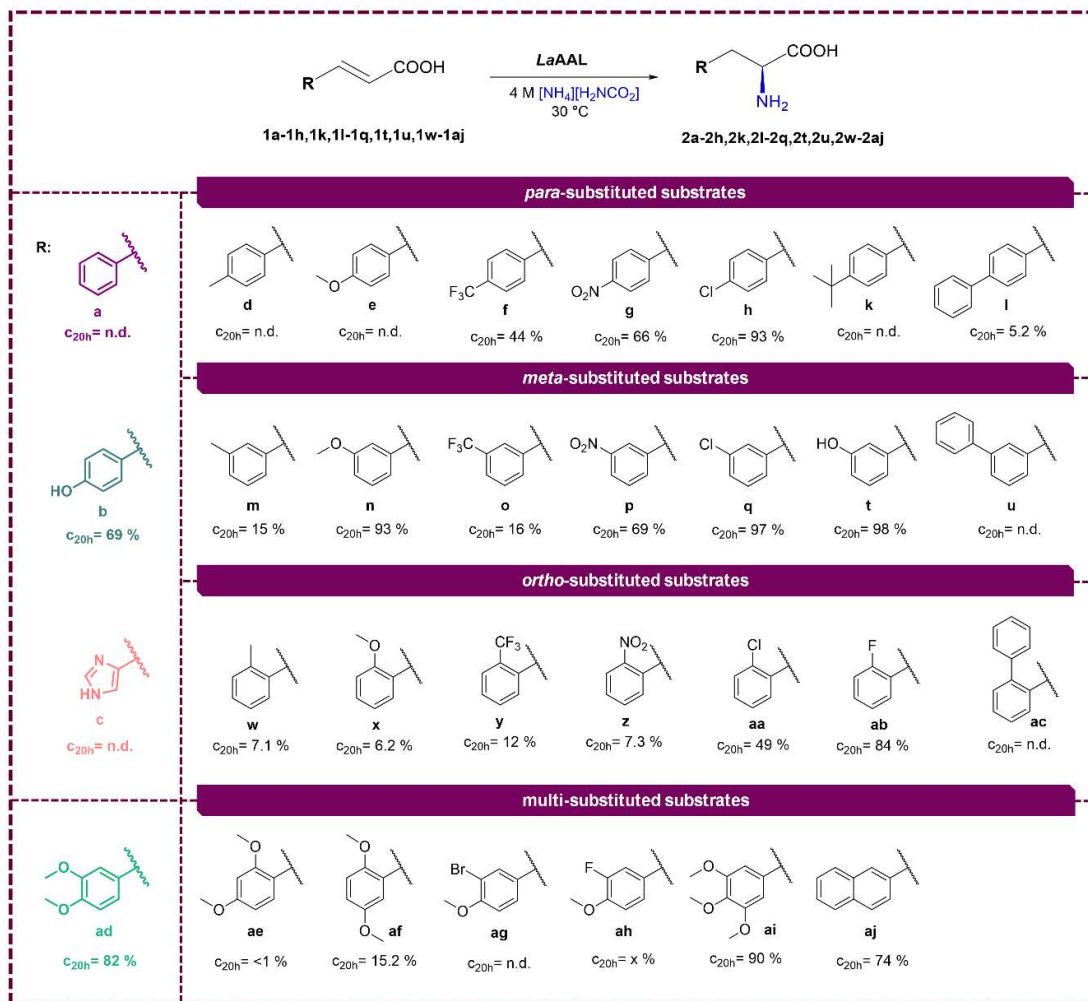 R COOH LaAAL R COOH
4 M [NH₄][H₂NCO₂] NH₂
30 °C
1a-1h,1k,1l-1q,1t,1u,1w-1aj 2a-2h,2k,2l-2q,2t,2u,2w-2aj
R:
a
c₂₀ₕ= n.d.
HO
b
c₂₀ₕ= 69 %
N
HN
c
c₂₀ₕ= n.d.
O
O
ad
c₂₀ₕ= 82 %
para-substituted substrates
O F₃C O₂N Cl
d e f g h k l
c₂₀ₕ= n.d. c₂₀ₕ= n.d. c₂₀ₕ= 44 % c₂₀ₕ= 66 % c₂₀ₕ= 93 % c₂₀ₕ= n.d. c₂₀ₕ= 5.2 %
meta-substituted substrates
O F₃C O₂N Cl HO
m n o p q t u
c₂₀ₕ= 15 % c₂₀ₕ= 93 % c₂₀ₕ= 16 % c₂₀ₕ= 69 % c₂₀ₕ= 97 % c₂₀ₕ= 98 % c₂₀ₕ= n.d.
ortho-substituted substrates
O CF₃ NO₂ Cl F
w x y z aa ab ac
c₂₀ₕ= 7.1 % c₂₀ₕ= 6.2 % c₂₀ₕ= 12 % c₂₀ₕ= 7.3 % c₂₀ₕ= 49 % c₂₀ₕ= 84 % c₂₀ₕ= n.d.
multi-substituted substrates
O O Br F O
O O O O O O
ae af ag ah ai aj
c₂₀ₕ= <1 % c₂₀ₕ= 15.2 % c₂₀ₕ= n.d. c₂₀ₕ= x % c₂₀ₕ= 90 % c₂₀ₕ= 74 %